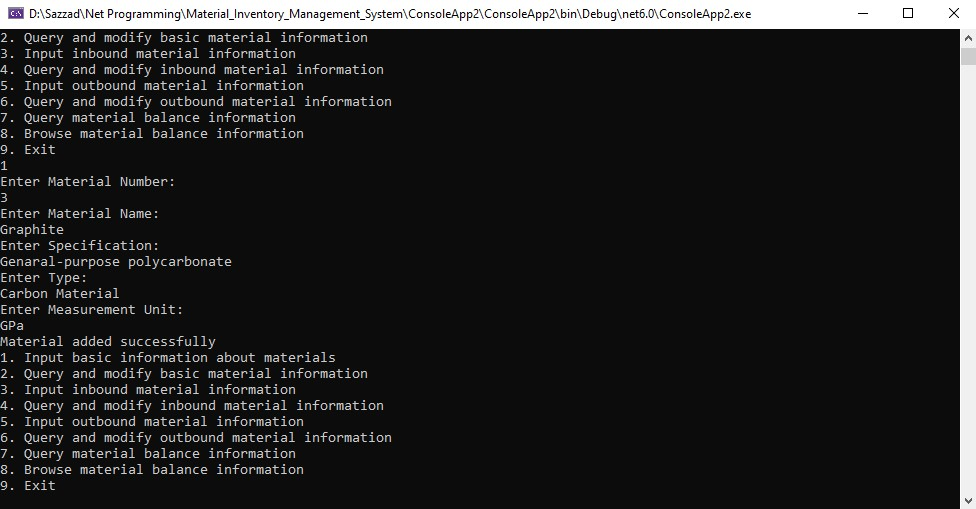 D:\Sazzad\Net Programming\Material_Inventory_Management_System\ConsoleApp2\ConsoleApp2\bin\Debug\net6.0\ConsoleApp2.exe
2. Query and modify basic material information
3. Input inbound material information
4. Query and modify inbound material information
5. Input outbound material information
6. Query and modify outbound material information
7. Query material balance information
8. Browse material balance information
9. Exit
1
Enter Material Number:
3
Enter Material Name:
Graphite
Enter Specification:
Genaral-purpose polycarbonate
Enter Type:
Carbon Material
Enter Measurement Unit:
GPa
Material added successfully
1. Input basic information about materials
2. Query and modify basic material information
3. Input inbound material information
4. Query and modify inbound material information
5. Input outbound material information
6. Query and modify outbound material information
7. Query material balance information
8. Browse material balance information
9. Exit